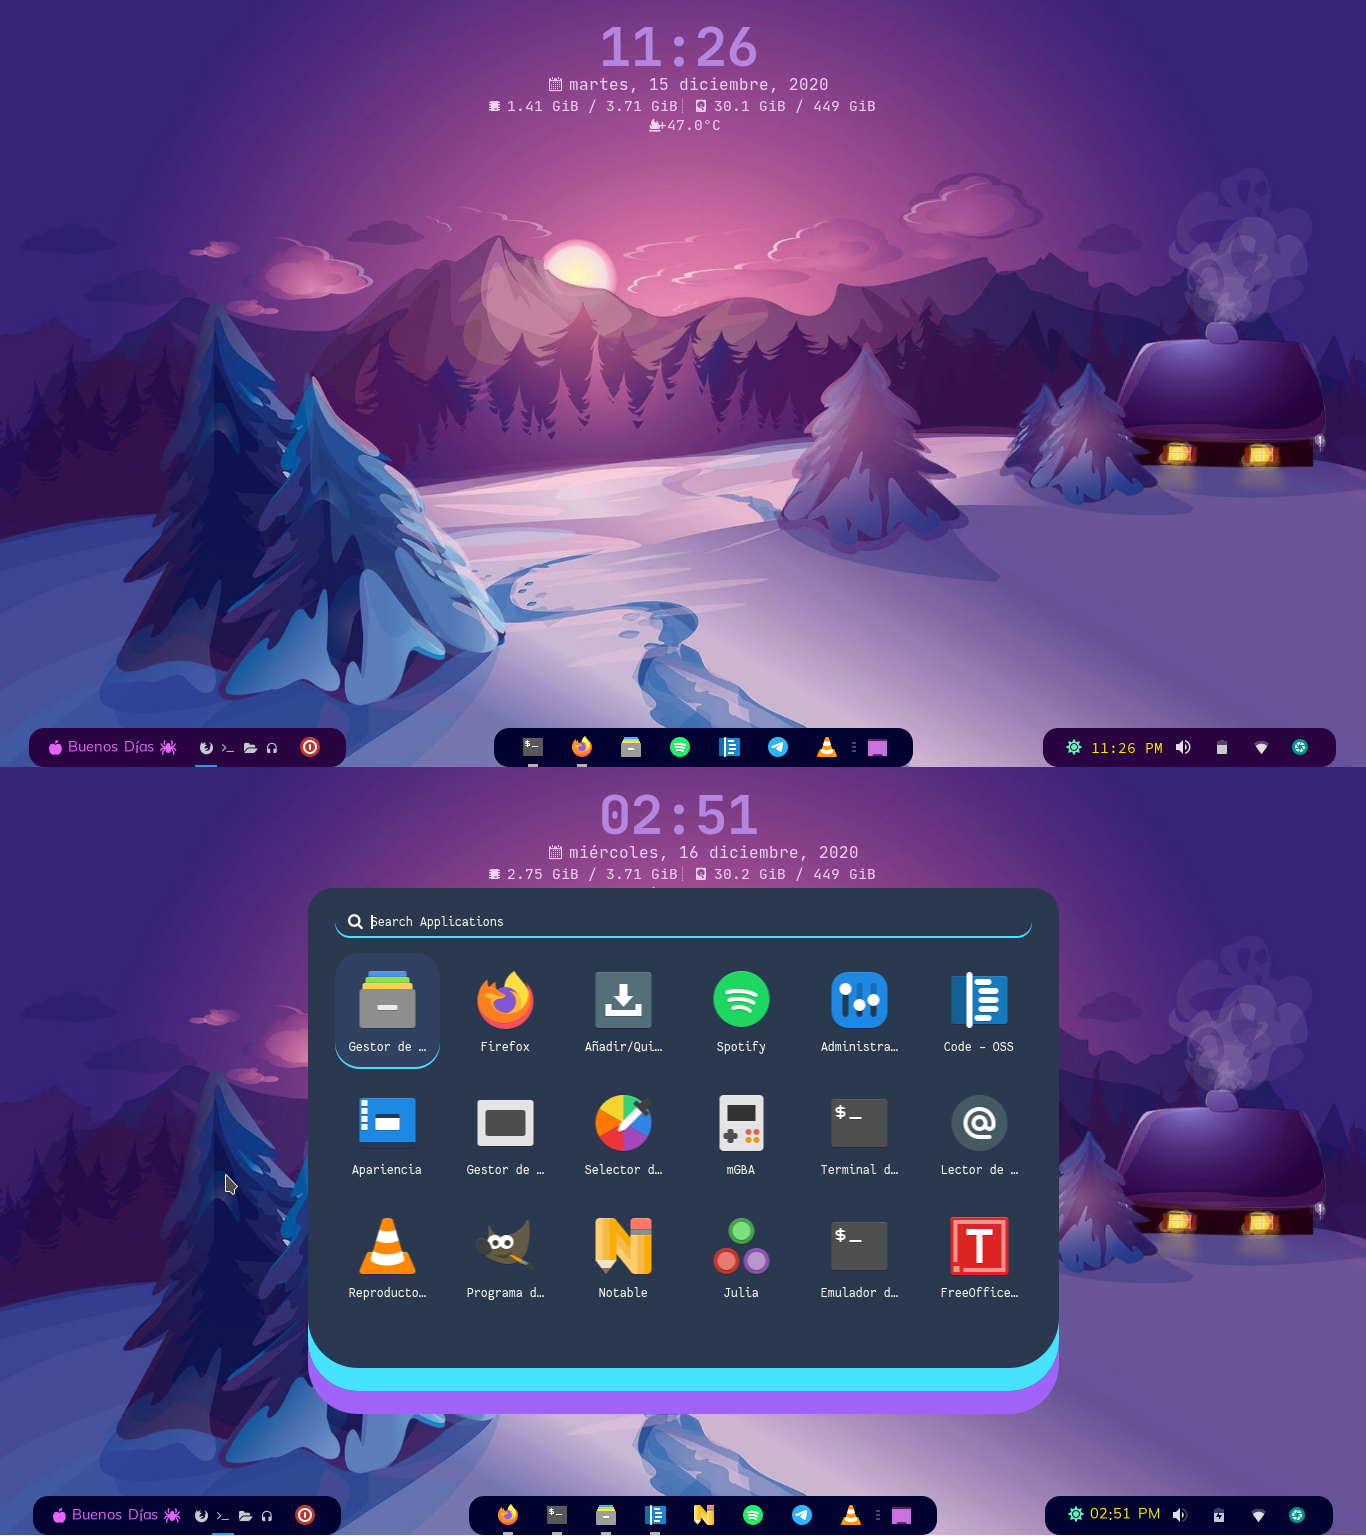 11:26
martes, 15 diciembre, 2020
1.41 GiB / 3.71 GiB 30.1 GiB / 449 GiB
+47.0°C
Buenos Días >_ $_ 11:26 PM
02:51
miércoles, 16 diciembre, 2020
2.75 GiB / 3.71 GiB 30.2 GiB / 449 GiB
Search Applications
Gestor de … Firefox Añadir/Qui… Spotify Administra… Code - OSS
$_ @
Apariencia Gestor de … Selector d… mGBA Terminal d… Lector de …
N $_ T
Reproducto… Programa d… Notable Julia Emulador d… FreeOffice…
Buenos Días >_ $_ N 02:51 PM